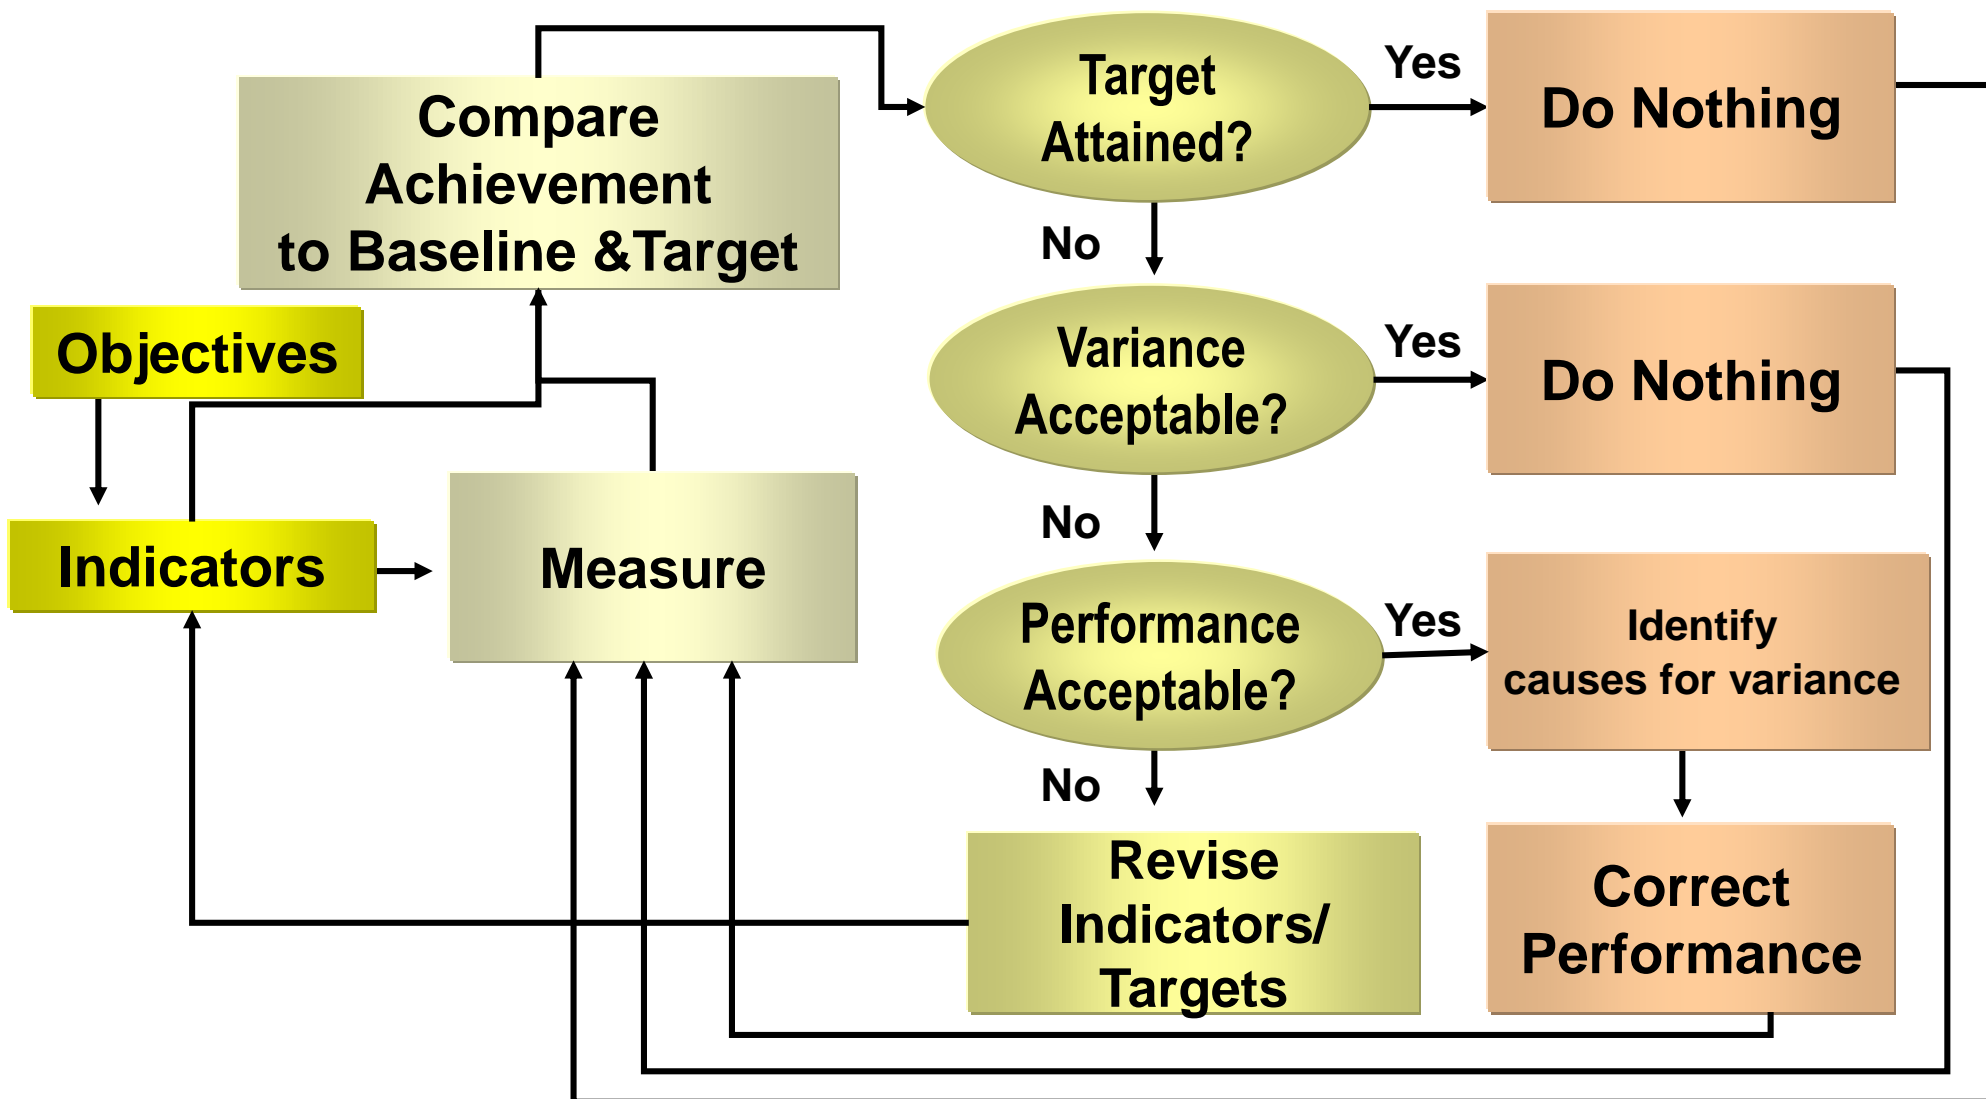 Compare
Achievement
to Baseline &Target
Objectives
Indicators
Measure
Target
Attained?
Yes
Do Nothing
No
Variance
Acceptable?
Yes
Do Nothing
No
Performance
Acceptable?
Yes
Identify
causes for variance
No
Revise
Indicators/
Targets
Correct
Performance